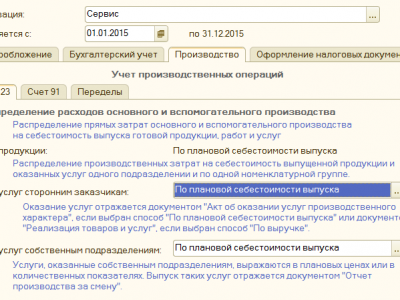 зация: Сервис
яется с: 01.01.2015 по 31.12.2015
ообложение Бухгалтерский учет Производство Оформление налоговых докумен
Учет производственных операций
23 Счет 91 Переделы
пределение расходов основного и вспомогательного производства
Распределение прямых затрат основного и вспомогательного производства
на себестоимость выпуска готовой продукции, работ и услуг
продукции: По плановой себестоимости выпуска
Распределение производственных затрат на себестоимость выпущенной продукции и
оказанных услуг одного подразделения и по одной номенклатурной группе.
услуг сторонним заказчикам: По плановой себестоимости выпуска
Оказание услуг отражается документом "Акт об оказании услуг производственного
характера", если выбран способ "По плановой себестоимости выпуска" или докумет
"Реализация товаров и услуг", если выбран способ "По выручке".
услуг собственным подразделениям: По плановой себестоимости выпуска
Услуги, оказанные собственным подразделениям, выражаются в плановых ценах или в
количественных показателях. Выпуск таких услуг отражается документом "Отчет
производства за смену".